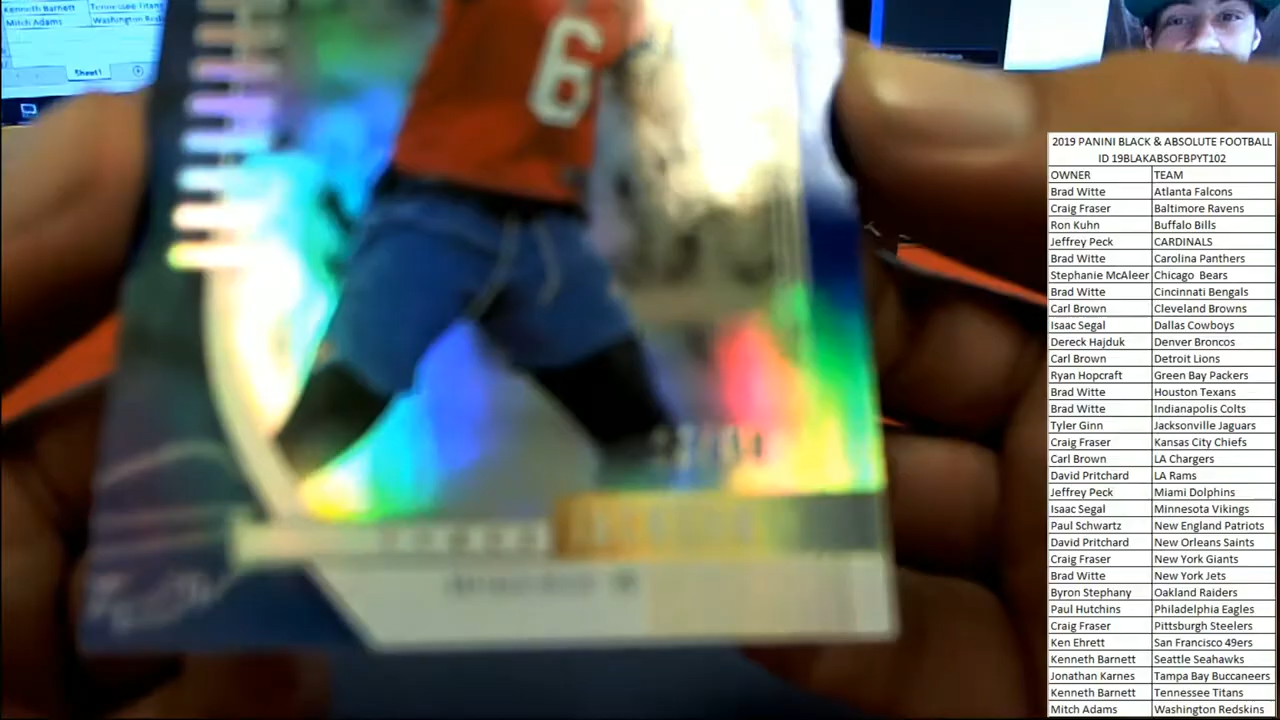 Kenneth Barnett Tennessee Titans
Mitch Adams Washington Redskins
Sheet1
6
2019 PANINI BLACK & ABSOLUTE FOOTBALL
ID 19BLAKABSOFBPYT102
OWNER TEAM
Brad Witte Atlanta Falcons
Craig Fraser Baltimore Ravens
Ron Kuhn Buffalo Bills
Jeffrey Peck CARDINALS
Brad Witte Carolina Panthers
Stephanie McAleer Chicago Bears
Brad Witte Cincinnati Bengals
Carl Brown Cleveland Browns
Isaac Segal Dallas Cowboys
Dereck Hajduk Denver Broncos
Carl Brown Detroit Lions
Ryan Hopcraft Green Bay Packers
Brad Witte Houston Texans
Brad Witte Indianapolis Colts
Tyler Ginn Jacksonville Jaguars
Craig Fraser Kansas City Chiefs
Carl Brown LA Chargers
David Pritchard LA Rams
Jeffrey Peck Miami Dolphins
Isaac Segal Minnesota Vikings
Paul Schwartz New England Patriots
David Pritchard New Orleans Saints
Craig Fraser New York Giants
Brad Witte New York Jets
Byron Stephany Oakland Raiders
Paul Hutchins Philadelphia Eagles
Craig Fraser Pittsburgh Steelers
Ken Ehrett San Francisco 49ers
Kenneth Barnett Seattle Seahawks
Jonathan Karnes Tampa Bay Buccaneers
Kenneth Barnett Tennessee Titans
Mitch Adams Washington Redskins